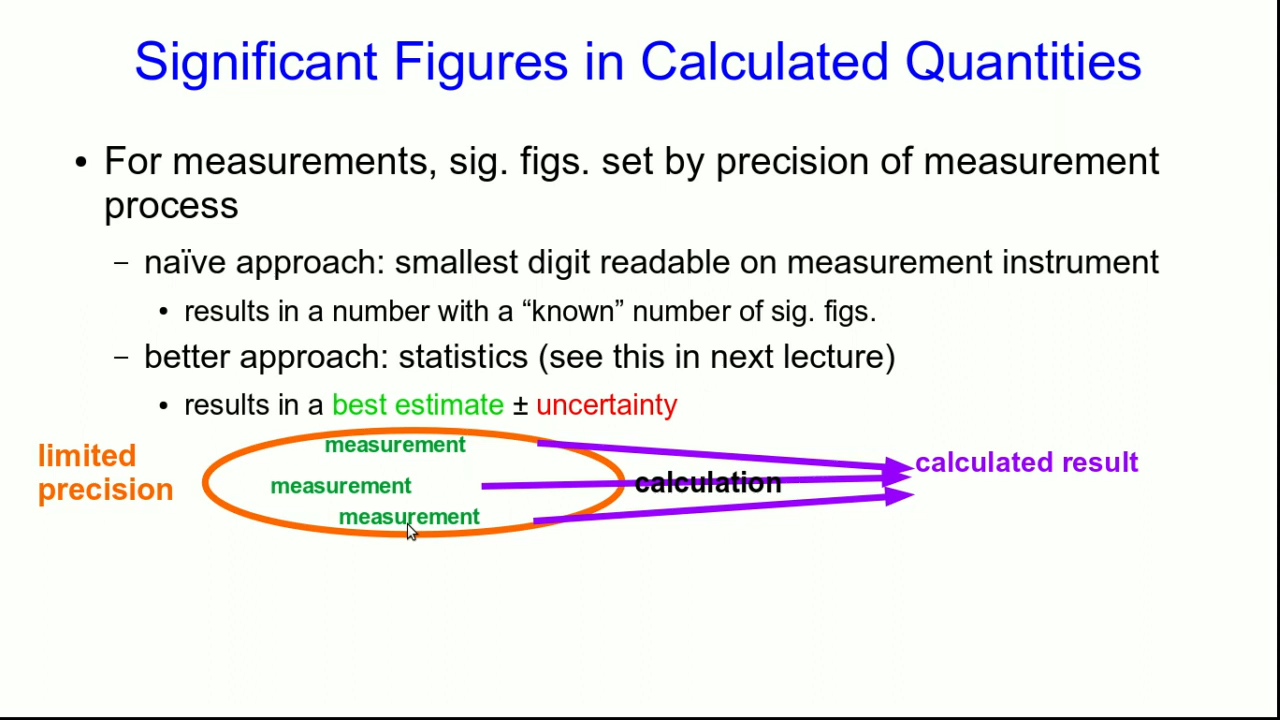 Significant Figures in Calculated Quantities
• For measurements, sig. figs. set by precision of measurement
process
– naïve approach: smallest digit readable on measurement instrument
• results in a number with a “known” number of sig. figs.
– better approach: statistics (see this in next lecture)
• results in a best estimate ± uncertainty
limited
precision
measurement
measurement
measurement
calculation
calculated result